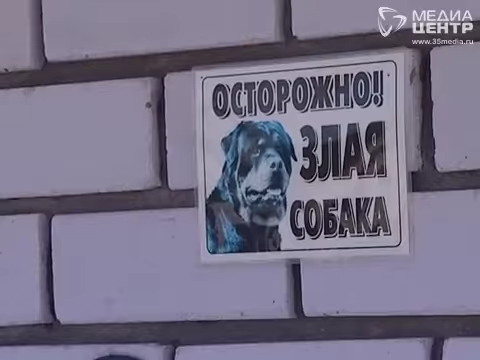 МЕДИА
ЦЕНТР
www.35media.ru
ОСТОРОЖНО!
ЗЛАЯ
СОБАКА